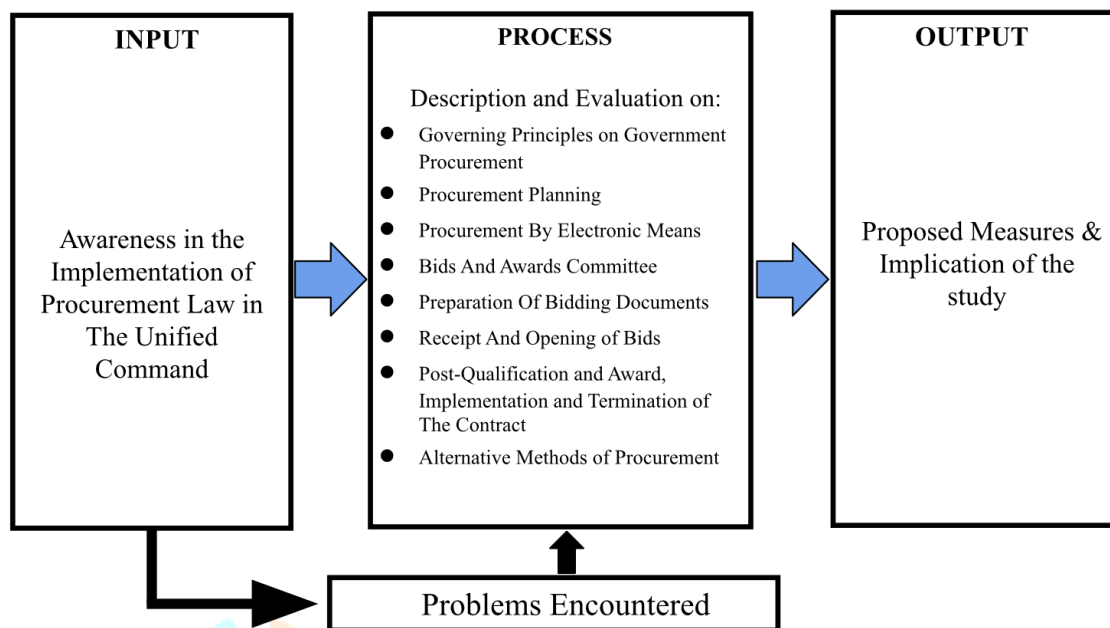 INPUT
Awareness in the
Implementation of
Procurement Law in
The Unified
Command
PROCESS
Description and Evaluation on:
● Governing Principles on Government
Procurement
● Procurement Planning
● Procurement By Electronic Means
● Bids And Awards Committee
● Preparation Of Bidding Documents
● Receipt And Opening of Bids
● Post-Qualification and Award,
Implementation and Termination of
The Contract
● Alternative Methods of Procurement
OUTPUT
Proposed Measures &
Implication of the
study
Problems Encountered